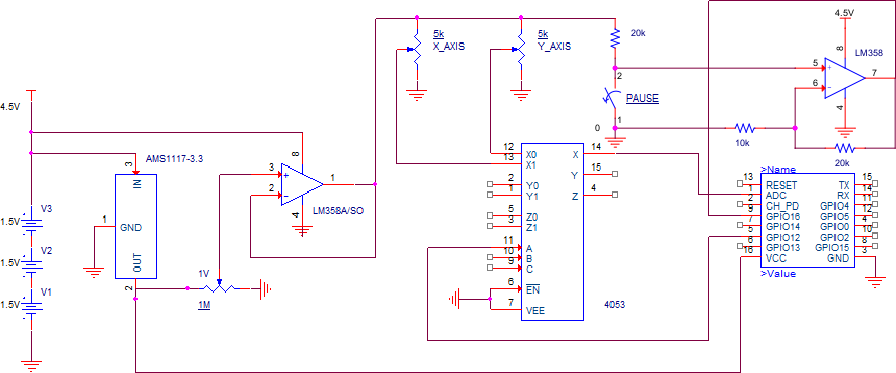 4.5V
5k
X_AXIS
5k
Y_AXIS
20k
LM358
8
5
+
7
6
-
4
2
PAUSE
1
0
10k
20k
4.5V
AMS1117-3.3
3
IN
1
GND
OUT
2
8
3
+
1
2
-
4
LM358A/SO
V3
1.5V
V2
1.5V
V1
1.5V
1V
1M
12 X0
13 X1
2 Y0
1 Y1
5 Z0
3 Z1
11 A
10 B
9 C
6 EN
7 VEE
X 14
Y 15
Z 4
4053
>Name
13 RESET
1 ADC
2 CH_PD
9 GPIO16
7 GPIO14
5 GPIO12
6 GPIO13
16 VCC
TX 15
RX 14
GPIO4 11
GPIO5 12
GPIO0 4
GPIO2 10
GPIO15 8
GND 3
>Value